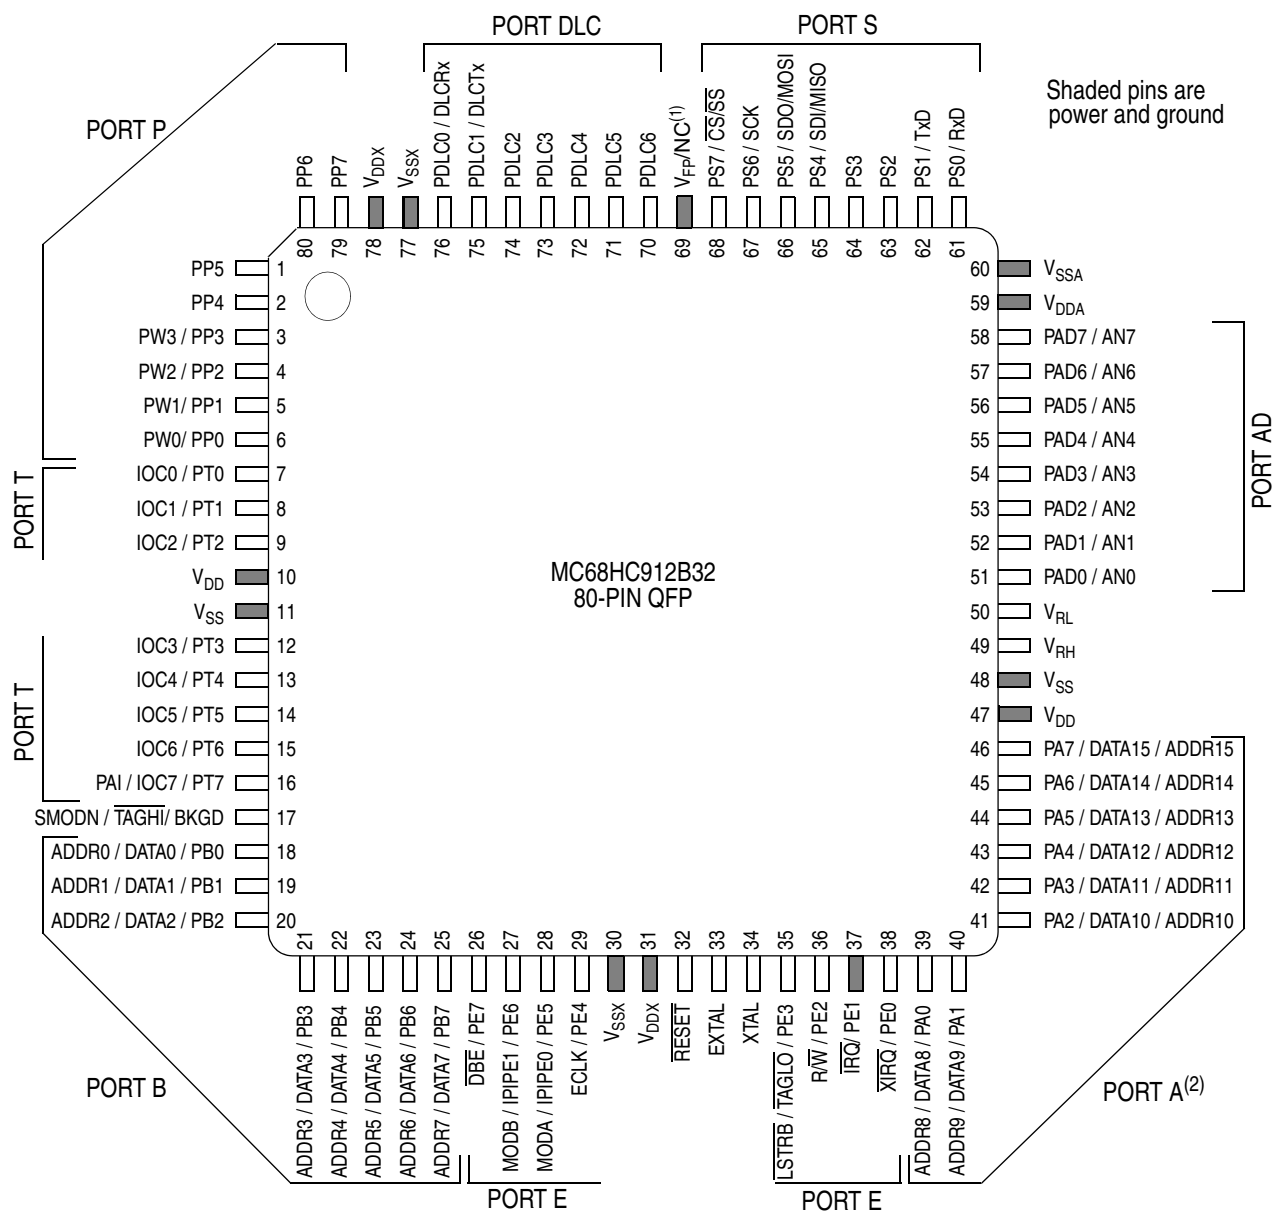 PORT DLC
PORT S
PORT P
Shaded pins are
power and ground
PP6
PP7
VDDX
VSSX
PDLC0 / DLCRx
PDLC1 / DLCTx
PDLC2
PDLC3
PDLC4
PDLC5
PDLC6
VFP/NC(1)
PS7 / CS/SS
PS6 / SCK
PS5 / SDO/MOSI
PS4 / SDI/MISO
PS3
PS2
PS1 / TxD
PS0 / RxD
80 79 78 77 76 75 74 73 72 71 70 69 68 67 66 65 64 63 62 61
PP5 1
PP4 2
PW3 / PP3 3
PW2 / PP2 4
PW1/ PP1 5
PW0/ PP0 6
IOC0 / PT0 7
IOC1 / PT1 8
IOC2 / PT2 9
VDD 10
VSS 11
IOC3 / PT3 12
IOC4 / PT4 13
IOC5 / PT5 14
IOC6 / PT6 15
PAI / IOC7 / PT7 16
SMODN / TAGHI/ BKGD 17
ADDR0 / DATA0 / PB0 18
ADDR1 / DATA1 / PB1 19
ADDR2 / DATA2 / PB2 20
PORT T
PORT T
MC68HC912B32
80-PIN QFP
60 VSSA
59 VDDA
58 PAD7 / AN7
57 PAD6 / AN6
56 PAD5 / AN5
55 PAD4 / AN4
54 PAD3 / AN3
53 PAD2 / AN2
52 PAD1 / AN1
51 PAD0 / AN0
50 VRL
49 VRH
48 VSS
47 VDD
46 PA7 / DATA15 / ADDR15
45 PA6 / DATA14 / ADDR14
44 PA5 / DATA13 / ADDR13
43 PA4 / DATA12 / ADDR12
42 PA3 / DATA11 / ADDR11
41 PA2 / DATA10 / ADDR10
PORT AD
21 22 23 24 25 26 27 28 29 30 31 32 33 34 35 36 37 38 39 40
ADDR3 / DATA3 / PB3
ADDR4 / DATA4 / PB4
ADDR5 / DATA5 / PB5
ADDR6 / DATA6 / PB6
ADDR7 / DATA7 / PB7
DBE / PE7
MODB / IPIPE1 / PE6
MODA / IPIPE0 / PE5
ECLK / PE4
VSSX
VDDX
RESET
EXTAL
XTAL
LSTRB / TAGLO / PE3
R/W / PE2
IRQ/ PE1
XIRQ / PE0
ADDR8 / DATA8 / PA0
ADDR9 / DATA9 / PA1
PORT B
PORT A(2)
PORT E
PORT E